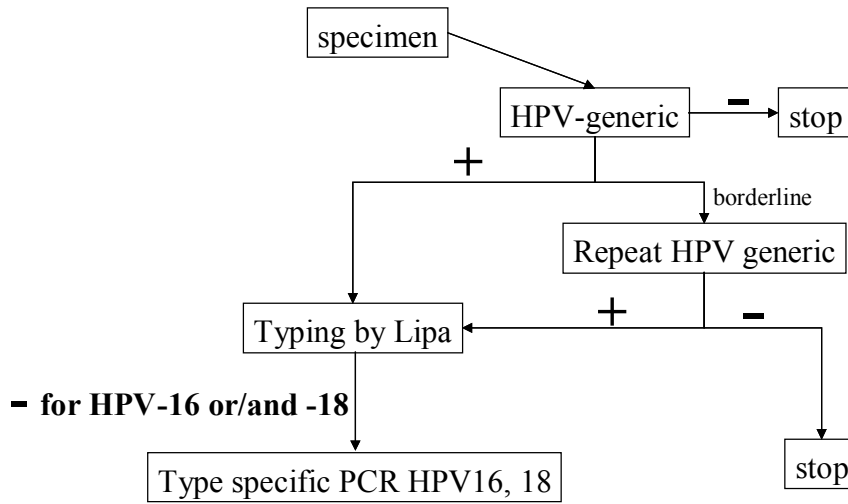 specimen
HPV-generic
-
stop
+
borderline
Repeat HPV generic
Typing by Lipa
+
-
- for HPV-16 or/and -18
Type specific PCR HPV16, 18
stop